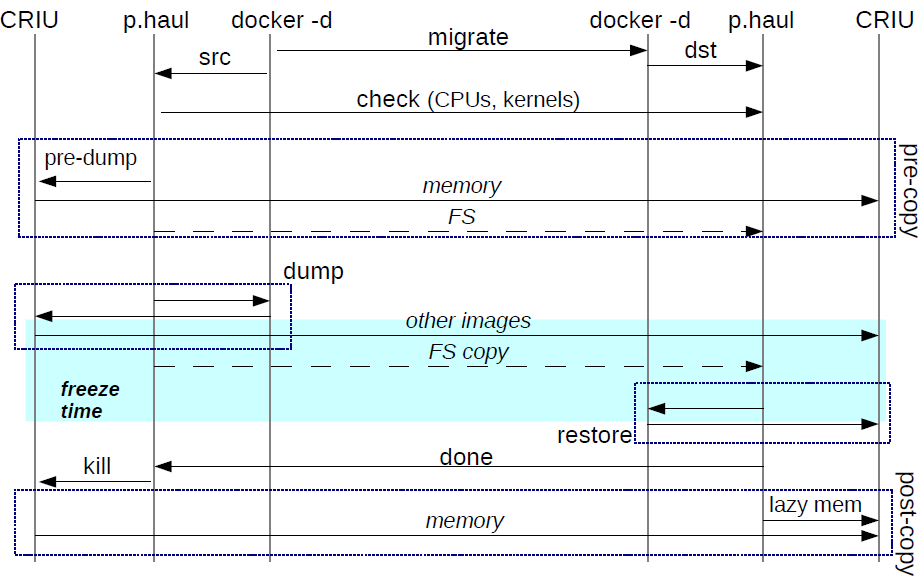 CRIU p.haul docker -d docker -d p.haul CRIU
migrate
src
dst
check (CPUs, kernels)
pre-dump
pre-copy
memory
FS
dump
other images
FS copy
freeze
time
restore
done
kill
post-copy
lazy mem
memory